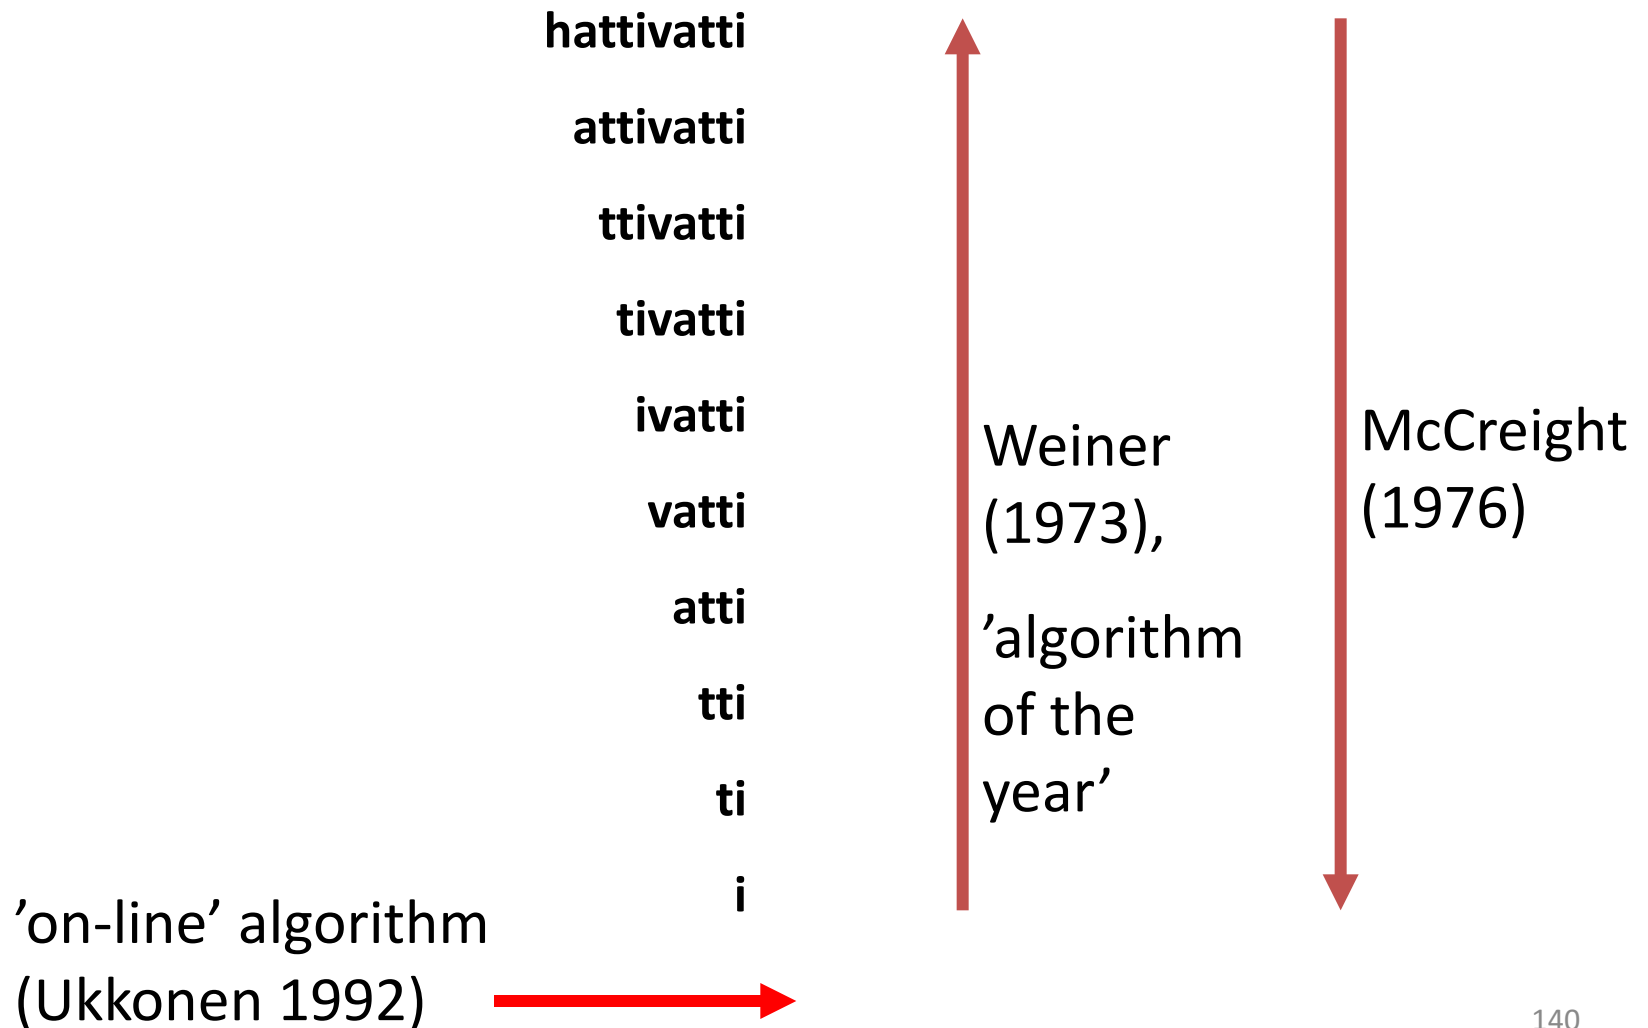 hattivatti
attivatti
ttivatti
tivatti
ivatti
vatti
atti
tti
ti
i
Weiner
(1973),
’algorithm
of the
year’
McCreight
(1976)
’on-line’ algorithm
(Ukkonen 1992)
140